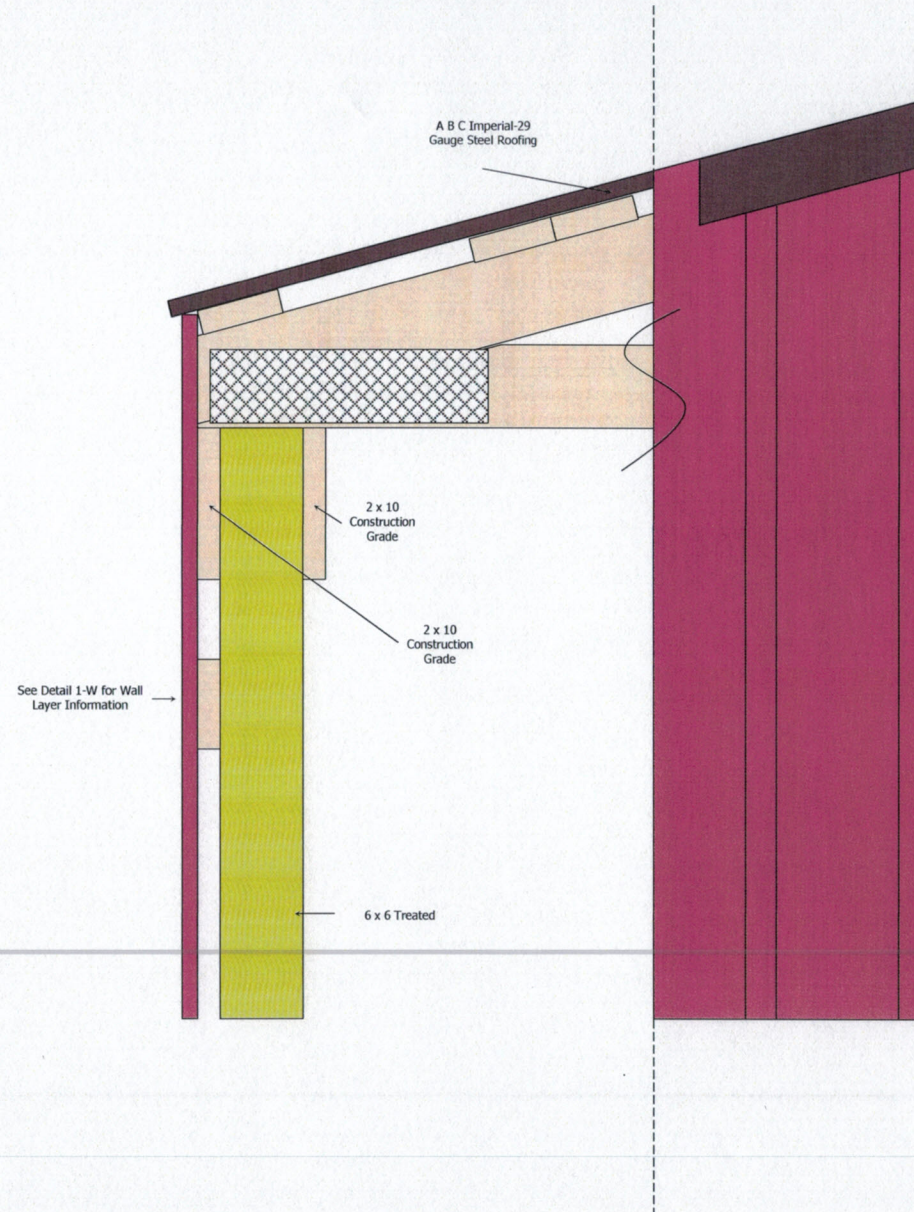 A B C Imperial-29
Gauge Steel Roofing
2 x 10
Construction
Grade
2 x 10
Construction
Grade
See Detail 1-W for Wall
Layer Information
6 x 6 Treated